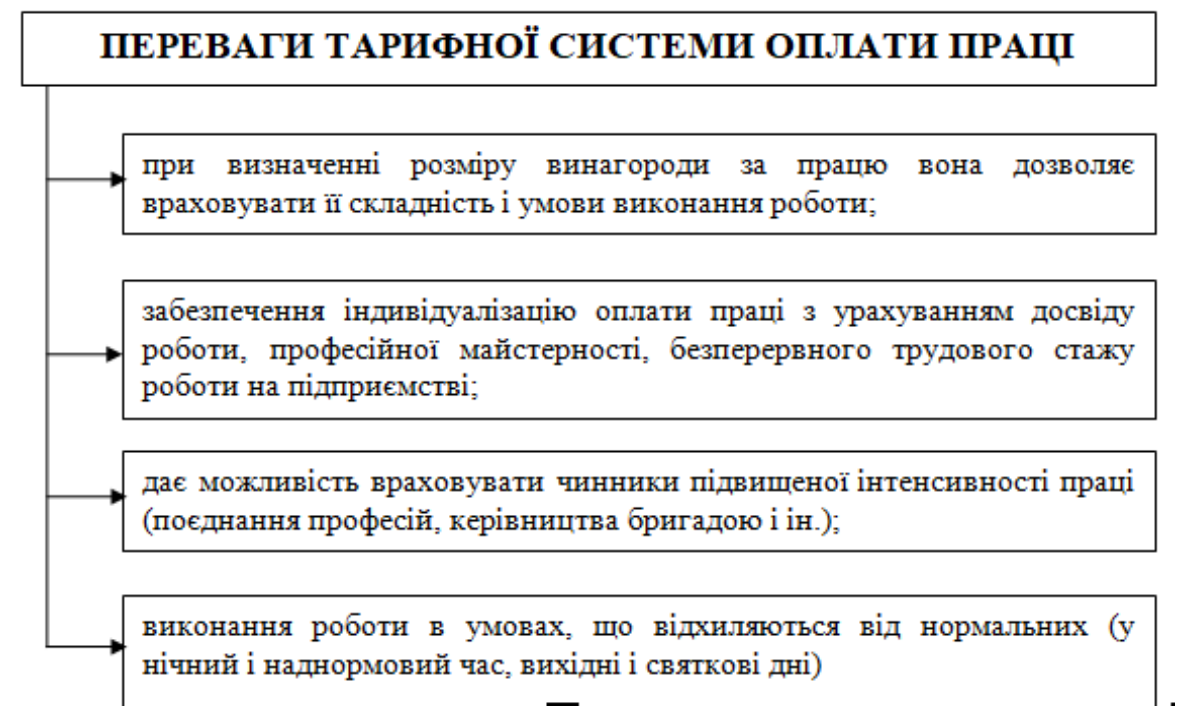 ПЕРЕВАГИ ТАРИФНОЇ СИСТЕМИ ОПЛАТИ ПРАЦІ
при визначенні розміру винагороди за працю вона дозволяє
враховувати її складність і умови виконання роботи;
забезпечення індивідуалізацію оплати праці з урахуванням досвіду
роботи, професійної майстерності, безперервного трудового стажу
роботи на підприємстві;
дає можливість враховувати чинники підвищеної інтенсивності праці
(поєднання професій, керівництва бригадою і ін.);
виконання роботи в умовах, що відхиляються від нормальних (у
нічний і наднормовий час, вихідні і святкові дні)